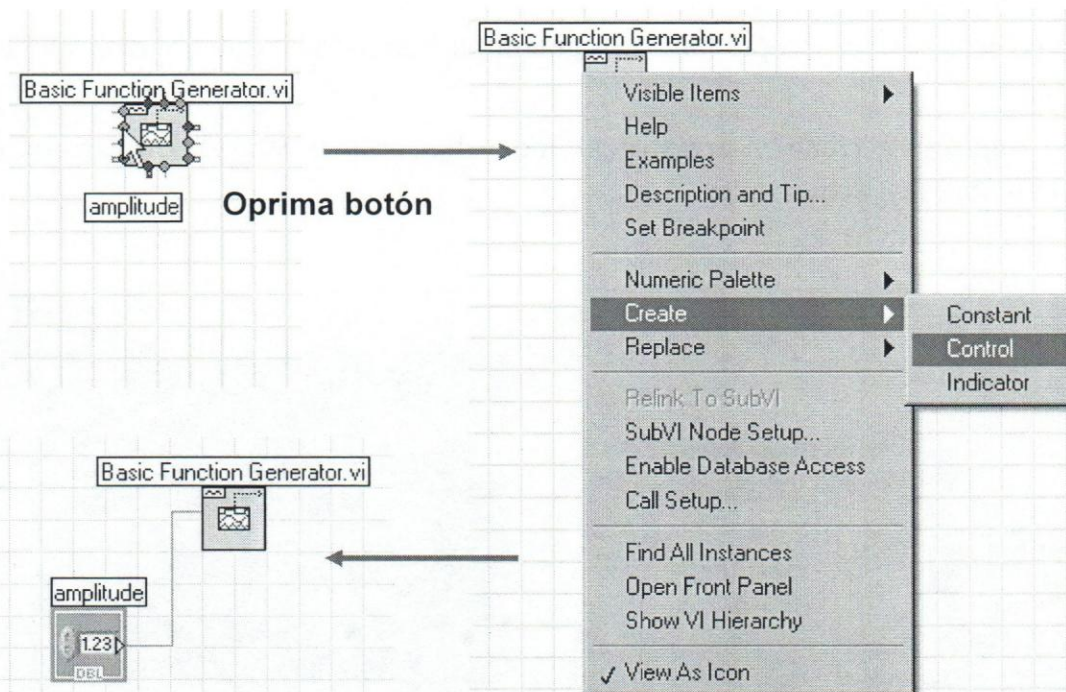 Basic Function Generator.vi
amplitude
Oprima botón
Basic Function Generator.vi
Visible Items
Help
Examples
Description and Tip...
Set Breakpoint
Numeric Palette
Create
Replace
Relink To SubVI
SubVI Node Setup...
Enable Database Access
Call Setup...
Find All Instances
Open Front Panel
Show VI Hierarchy
View As Icon
Constant
Control
Indicator
Basic Function Generator.vi
amplitude
1.23
DBL